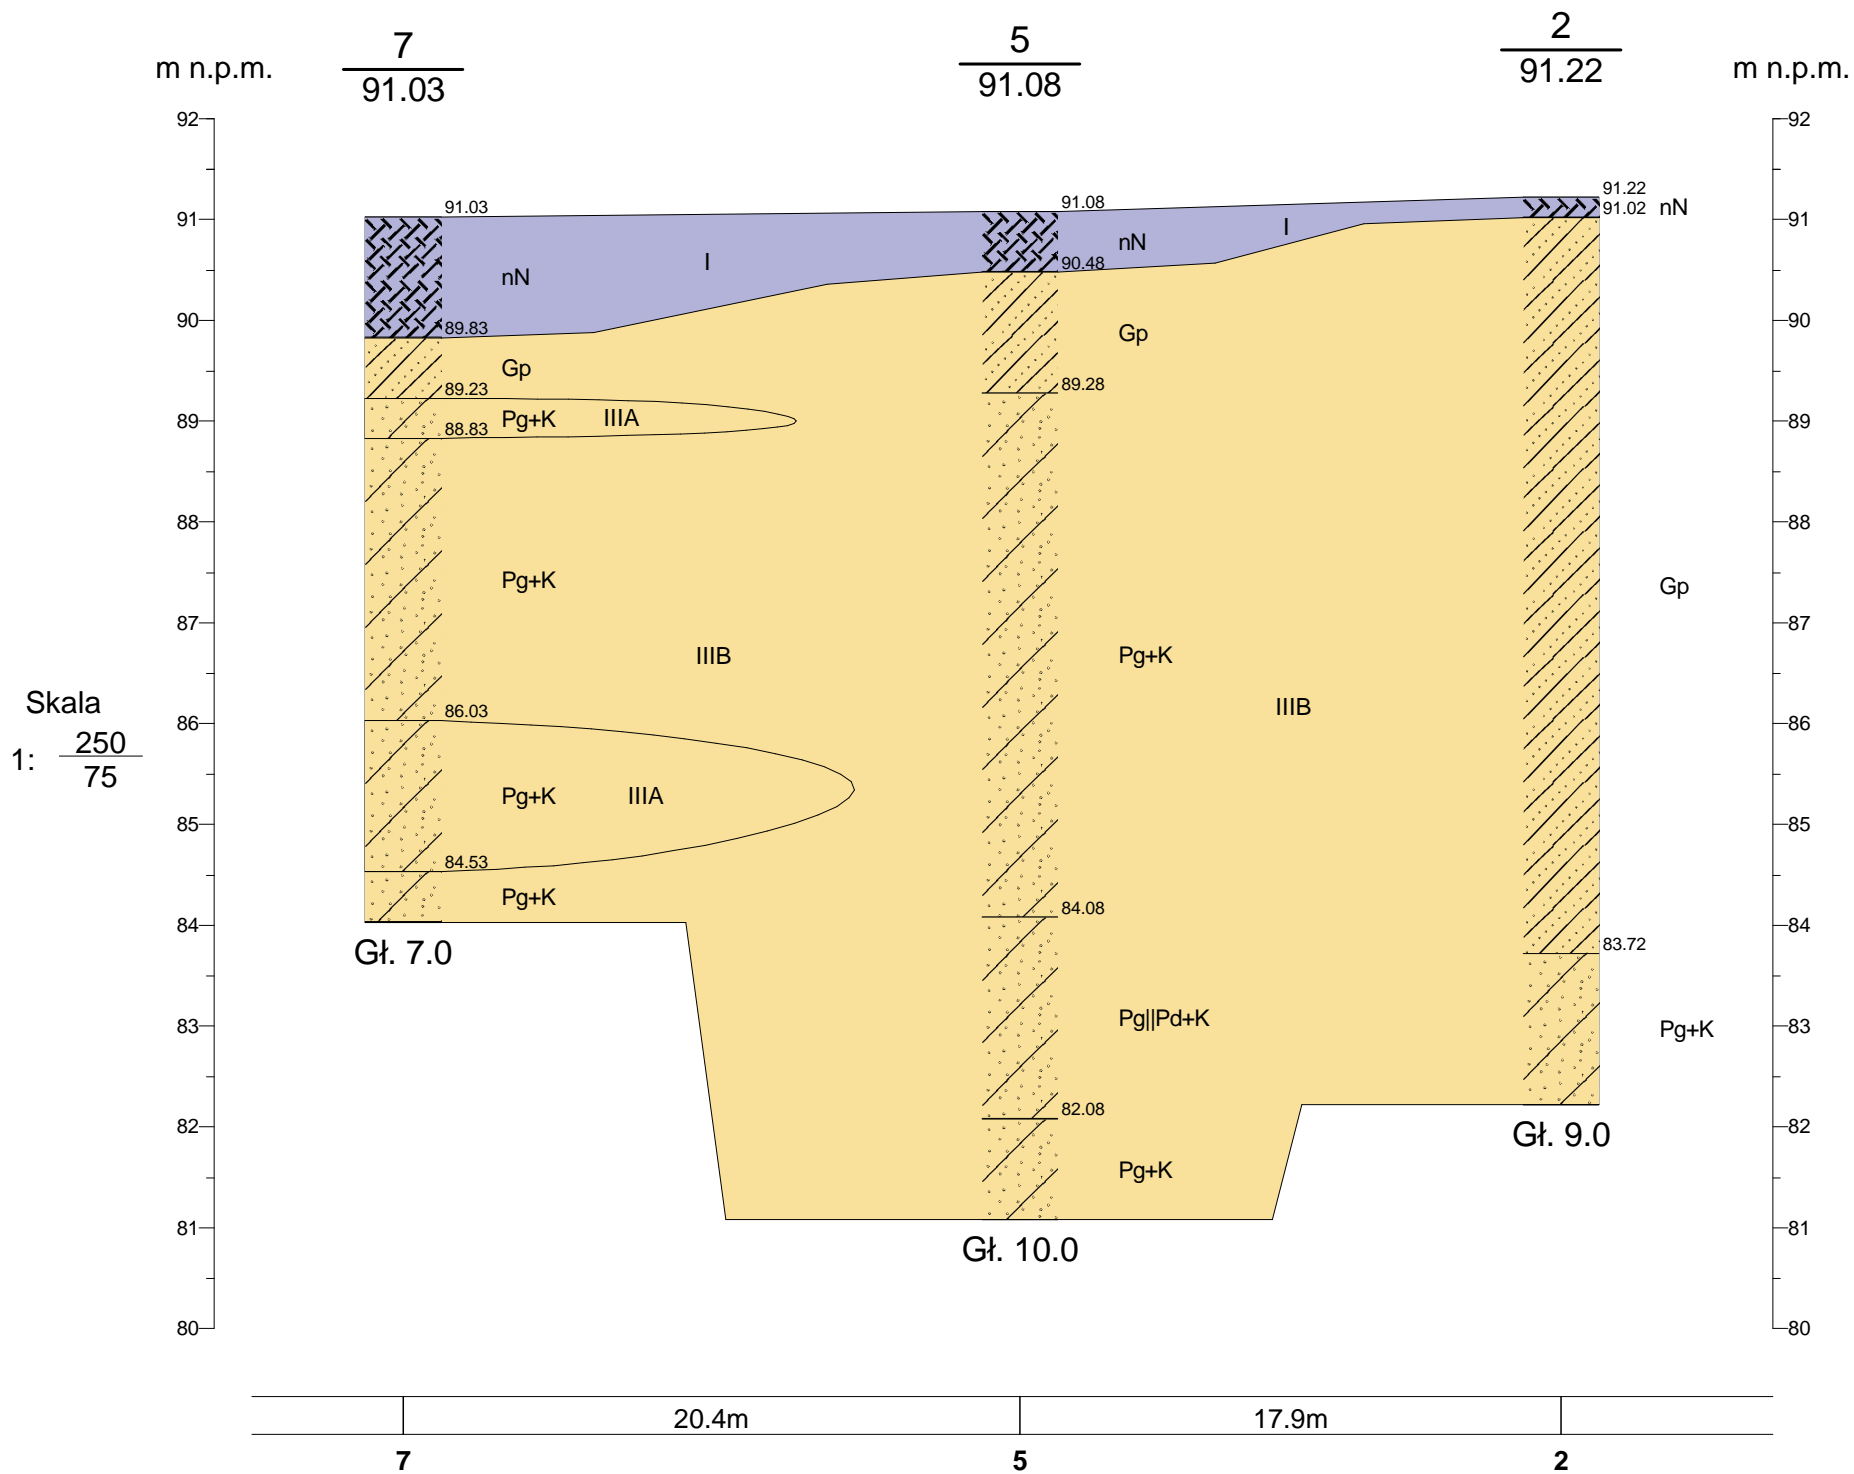 7
5
2
m n.p.m.
91.03
91.08
91.22
m n.p.m.
92
92
91.22
91.03
91.08
91.02
nN
91
91
I
nN
I
nN
90.48
90
89.83
Gp
90
Gp
89.23
89.28
89
Pg+K
IIIA
89
88.83
88
88
Pg+K
Gp
87
87
IIIB
Pg+K
Skala
86.03
IIIB
86
86
1:
250
75
Pg+K
IIIA
85
85
84.53
Pg+K
84.08
84
84
Gł. 7.0
83.72
83
Pg||Pd+K
Pg+K
83
82.08
82
82
Gł. 9.0
Pg+K
81
81
Gł. 10.0
80
80
20.4m
17.9m
7
5
2